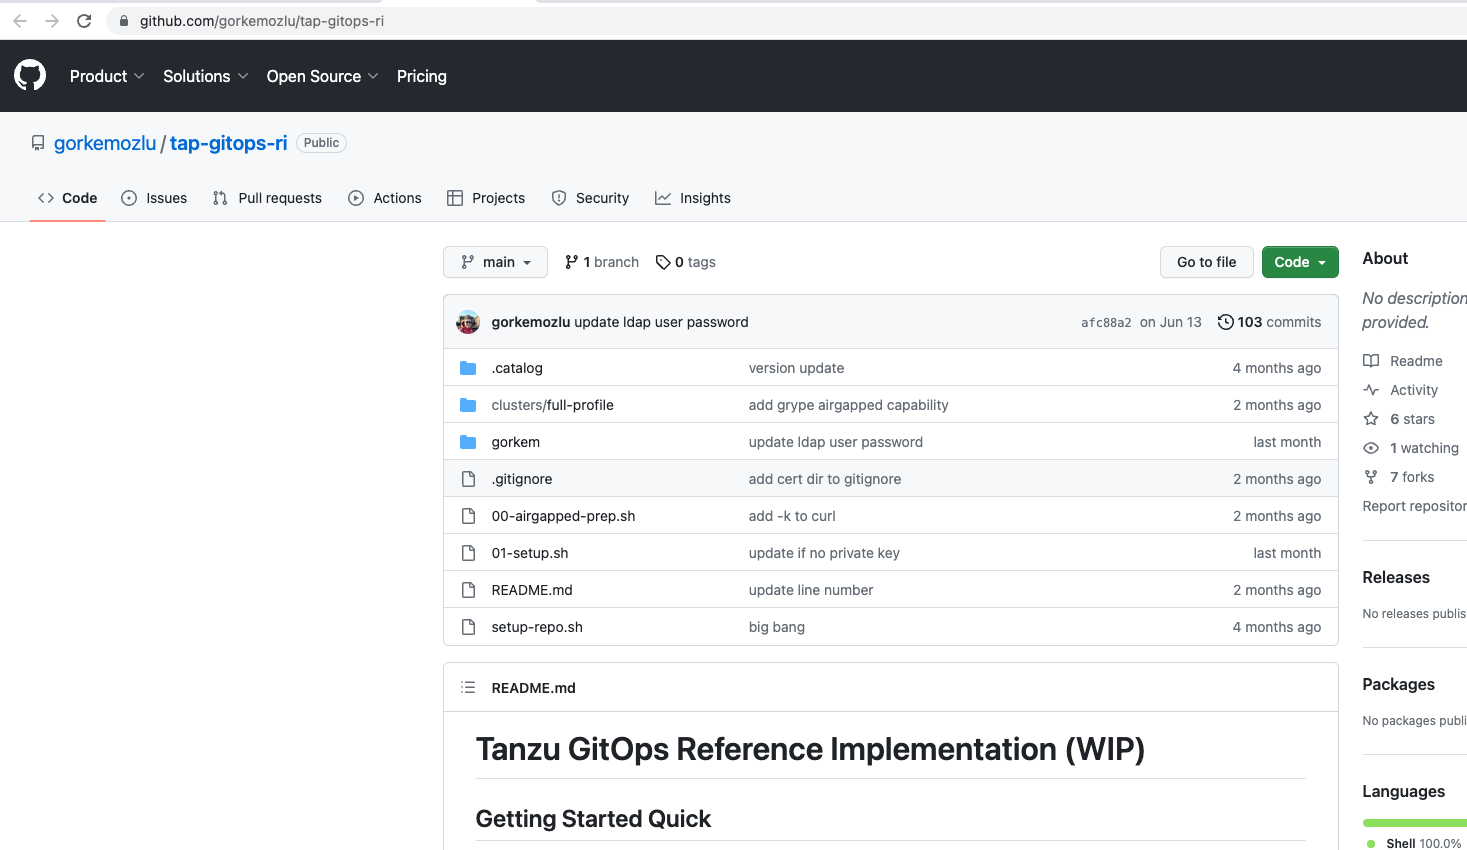 github.com/gorkemozlu/tap-gitops-ri
Product Solutions Open Source Pricing
gorkemozlu / tap-gitops-ri Public
Code Issues Pull requests Actions Projects Security Insights
main 1 branch 0 tags Go to file Code
gorkemozlu update ldap user password afc88a2 on Jun 13 103 commits
.catalog version update 4 months ago
clusters/full-profile add grype airgapped capability 2 months ago
gorkem update ldap user password last month
.gitignore add cert dir to gitignore 2 months ago
00-airgapped-prep.sh add -k to curl 2 months ago
01-setup.sh update if no private key last month
README.md update line number 2 months ago
setup-repo.sh big bang 4 months ago
README.md
Tanzu GitOps Reference Implementation (WIP)
Getting Started Quick
About
No description
provided.
Readme
Activity
6 stars
1 watching
7 forks
Report repositor
Releases
No releases publis
Packages
No packages publi
Languages
Shell 100.0%